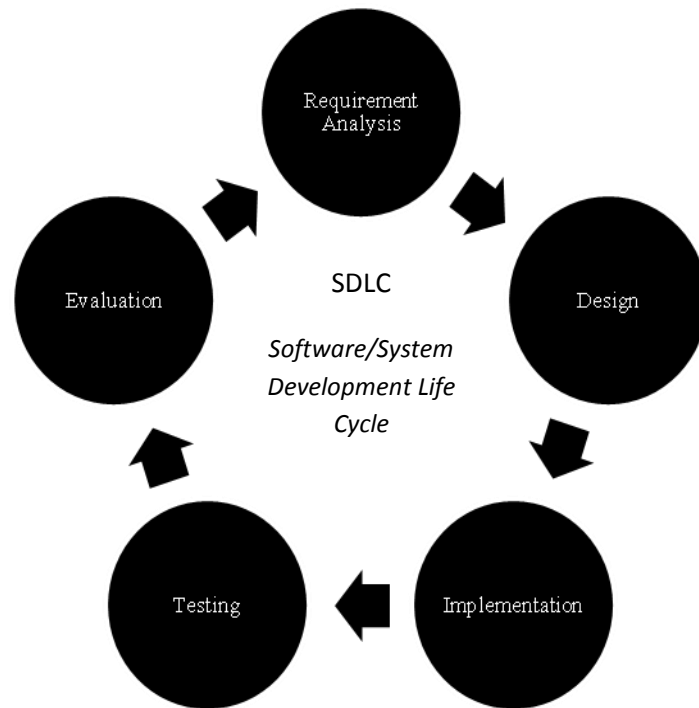 Requirement
Analysis
SDLC
Evaluation
Design
Software/System
Development Life
Cycle
Testing
Implementation